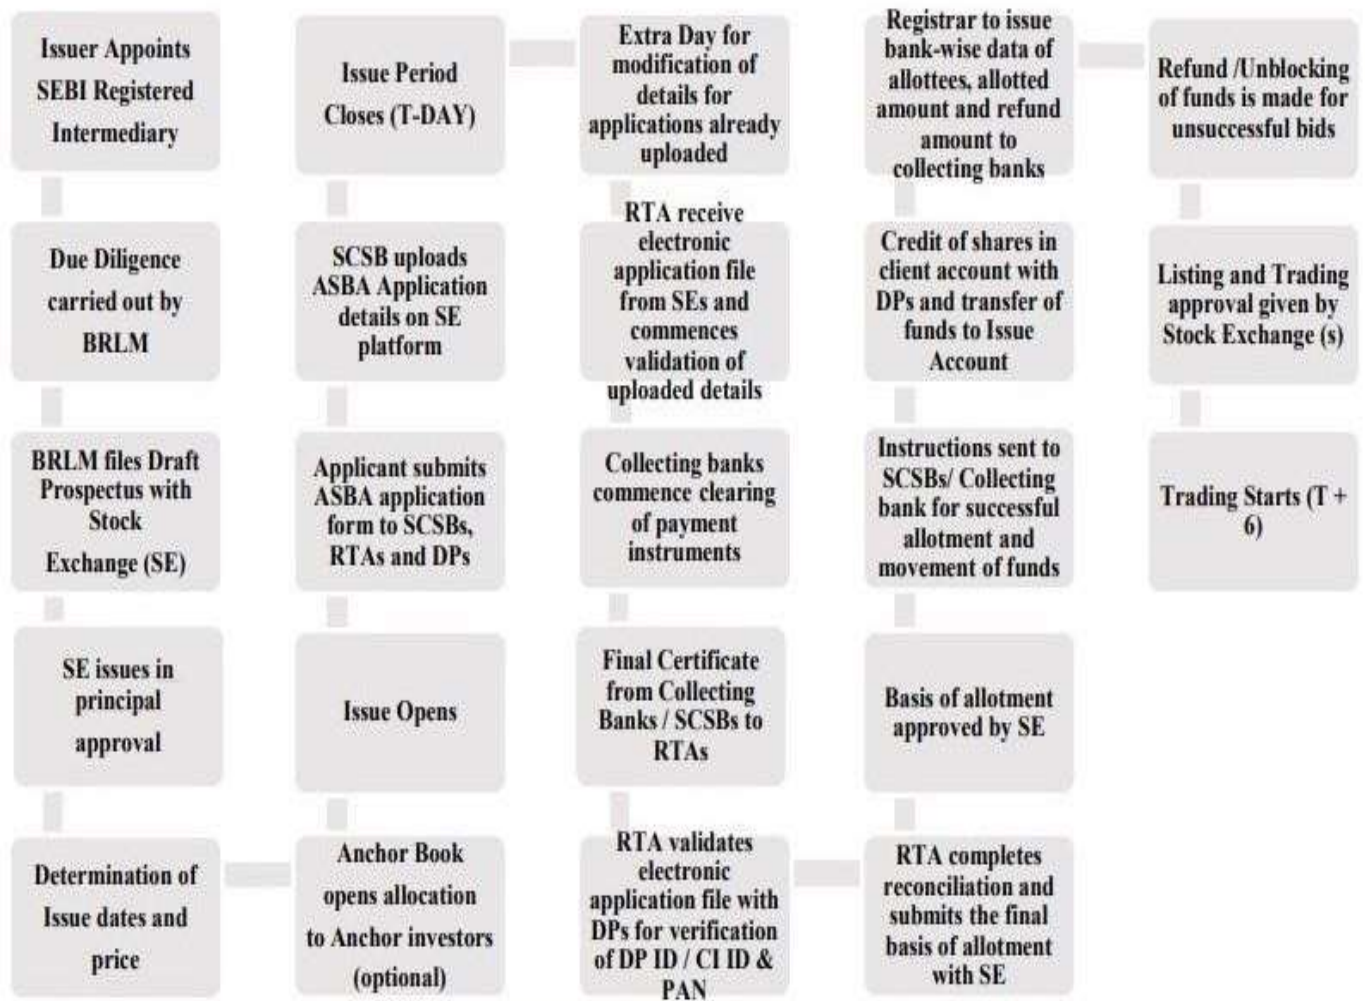 Issuer Appoints
SEBI Registered
Intermediary
Due Diligence
carried out by
BRLM
BRLM files Draft
Prospectus with
Stock
Exchange (SE)
SE issues in
principal
approval
Determination of
Issue dates and
price
Anchor Book
opens allocation
to Anchor investors
(optional)
Issue Opens
Applicant submits
ASBA application
form to SCSBs,
RTAs and DPs
SCSB uploads
ASBA Application
details on SE
platform
Issue Period
Closes (T-DAY)
Extra Day for
modification of
details for
applications already
uploaded
RTA receive
electronic
application file
from SEs and
commences
validation of
uploaded details
Collecting banks
commence clearing
of payment
instruments
Final Certificate
from Collecting
Banks / SCSBs to
RTAs
RTA validates
electronic
application file with
DPs for verification
of DP ID / CI ID &
PAN
RTA completes
reconciliation and
submits the final
basis of allotment
with SE
Basis of allotment
approved by SE
Instructions sent to
SCSBs/ Collecting
bank for successful
allotment and
movement of funds
Credit of shares in
client account with
DPs and transfer of
funds to Issue
Account
Registrar to issue
bank-wise data of
allottees, allotted
amount and refund
amount to
collecting banks
Refund /Unblocking
of funds is made for
unsuccessful bids
Listing and Trading
approval given by
Stock Exchange (s)
Trading Starts (T +
6)